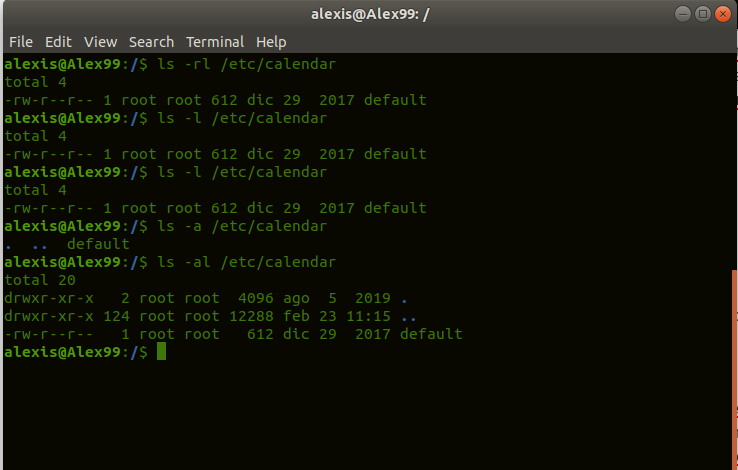 alexis@Alex99: /
File Edit View Search Terminal Help
alexis@Alex99:/$ ls -rl /etc/calendar
total 4
-rw-r--r-- 1 root root 612 dic 29  2017 default
alexis@Alex99:/$ ls -l /etc/calendar
total 4
-rw-r--r-- 1 root root 612 dic 29  2017 default
alexis@Alex99:/$ ls -l /etc/calendar
total 4
-rw-r--r-- 1 root root 612 dic 29  2017 default
alexis@Alex99:/$ ls -a /etc/calendar
.  ..  default
alexis@Alex99:/$ ls -al /etc/calendar
total 20
drwxr-xr-x   2 root root  4096 ago  5  2019 .
drwxr-xr-x 124 root root 12288 feb 23 11:15 ..
-rw-r--r--   1 root root   612 dic 29  2017 default
alexis@Alex99:/$